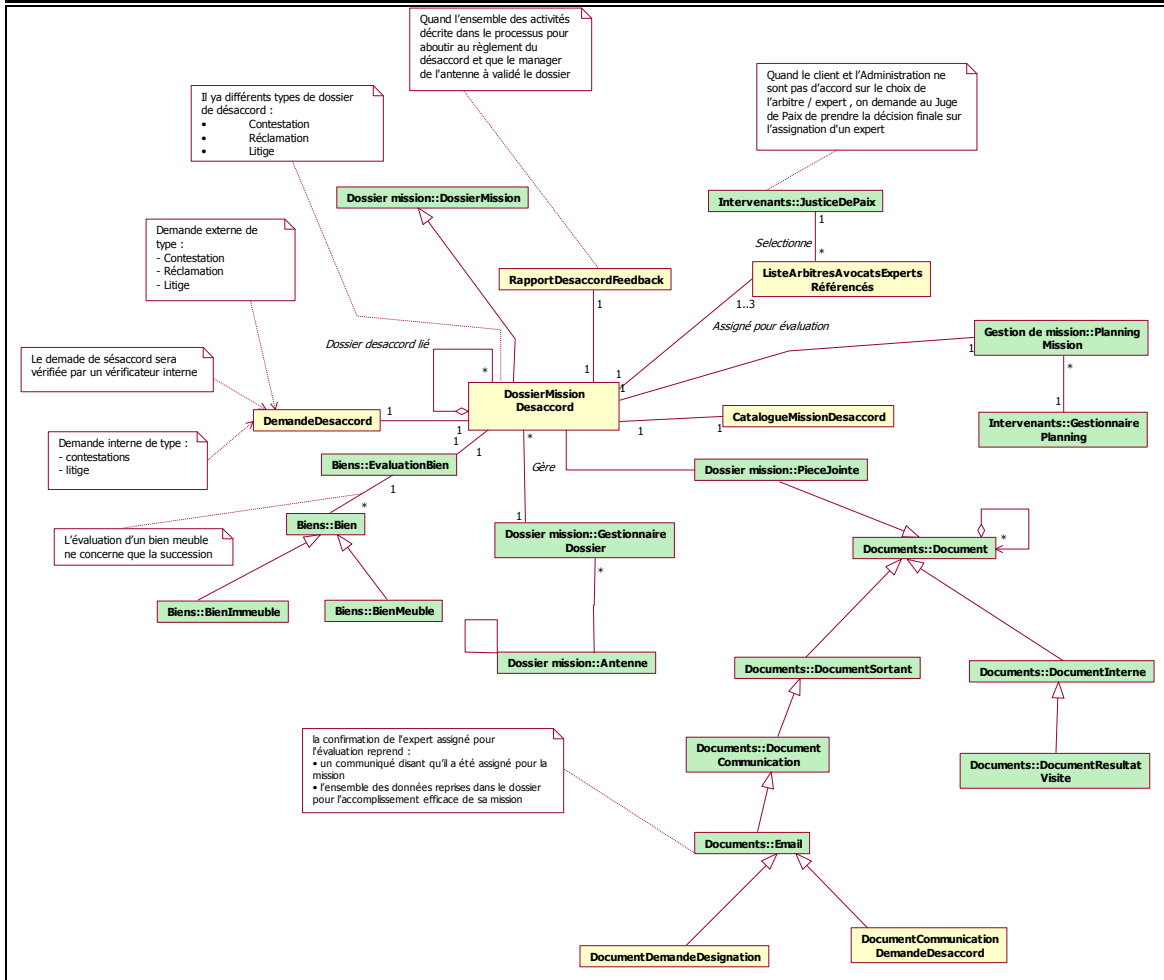 Quand l'ensemble des activités
décrite dans le processus pour
aboutir au règlement du
désaccord et que le manager
de l'antenne à validé le dossier
Quand le client et l'Administration ne
sont pas d'accord sur le choix de
l'arbitre / expert , on demande au Juge
de Paix de prendre la décision finale sur
l'assignation d'un expert
Il ya différents types de dossier
de désaccord :
• Contestation
• Réclamation
• Litige
Dossier mission::DossierMission
Intervenants::JusticeDePaix
1
Selectionne
*
Demande externe de
type :
- Contestation
- Réclamation
- Litige
RapportDesaccordFeedback
1
ListeArbitresAvocatsExperts
Référencés
1..3
Assigné pour évaluation
Gestion de mission::Planning
Mission
1
*
Dossier desaccord lié
*
1
1
1
Le demade de sésaccord sera
vérifiée par un vérificateur interne
DossierMission
Desaccord
DemandeDesaccord
1
1
CatalogueMissionDesaccord
1
1
1
Intervenants::Gestionnaire
Planning
Demande interne de type :
- contestations
- litige
1
1
*
Gère
Biens::EvaluationBien
1
*
Dossier mission::PieceJointe
L'évaluation d'un bien meuble
ne concerne que la succession
Biens::Bien
1
Dossier mission::Gestionnaire
Dossier
*
Documents::Document
*
Biens::BienImmeuble
Biens::BienMeuble
Dossier mission::Antenne
Documents::DocumentSortant
Documents::DocumentInterne
la confirmation de l'expert assigné pour
l'évaluation reprend :
• un communiqué disant qu'il a été assigné pour la
mission
• l'ensemble des données reprises dans le dossier
pour l'accomplissement efficace de sa mission
Documents::Document
Communication
Documents::DocumentResultat
Visite
Documents::Email
DocumentDemandeDesignation
DocumentCommunication
DemandeDesaccord